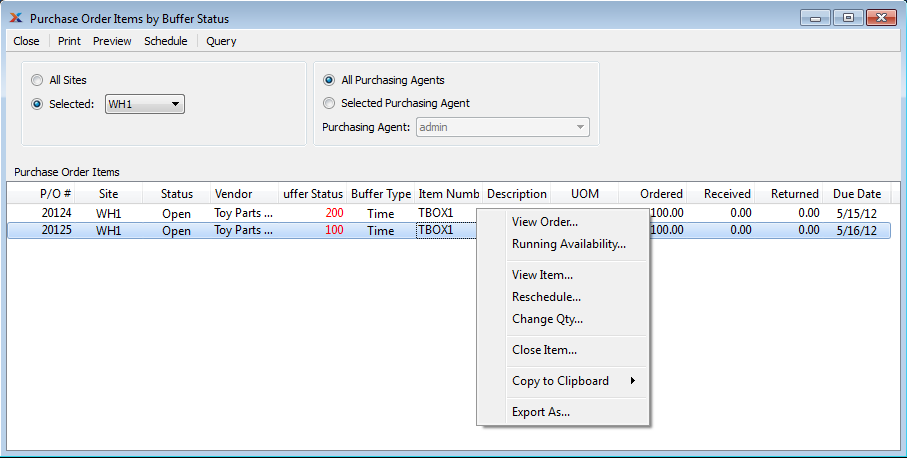 Purchase Order Items by Buffer Status
Close Print Preview Schedule Query
All Sites
Selected: WH1
All Purchasing Agents
Selected Purchasing Agent
Purchasing Agent: admin
Purchase Order Items
P/O # Site Status Vendor uffer Status Buffer Type Item Numb Description UOM Ordered Received Returned Due Date
20124 WH1 Open Toy Parts ... 200 Time TBOX1 100.00 0.00 0.00 5/15/12
20125 WH1 Open Toy Parts ... 100 Time TBOX1 100.00 0.00 0.00 5/16/12
View Order...
Running Availability...
View Item...
Reschedule...
Change Qty...
Close Item...
Copy to Clipboard
Export As...